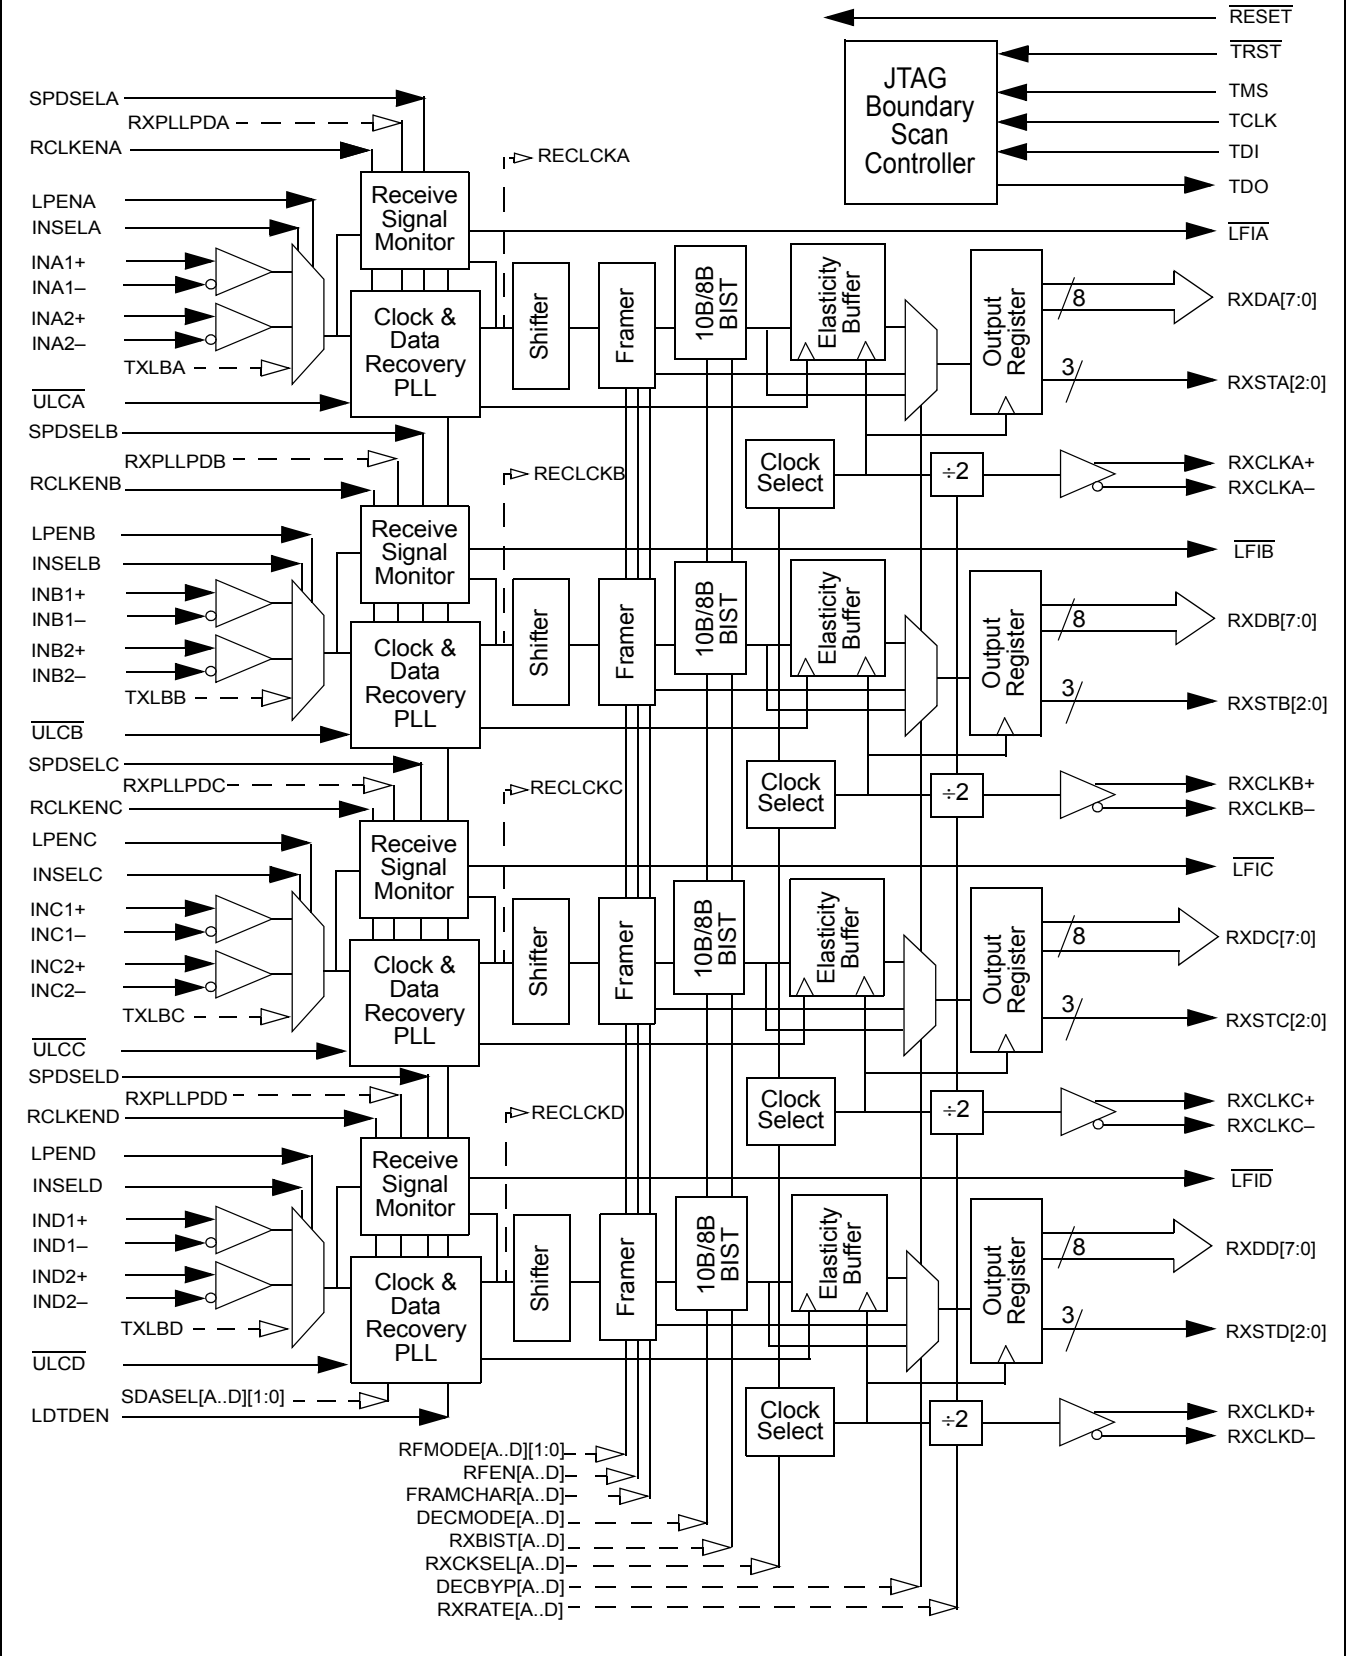 RESET
TRST
TMS
TCLK
TDI
TDO
JTAG
Boundary
Scan
Controller
SPDSELA
RXPLLPDA
RCLKENA
RECLCKA
LPENA
INSELA
INA1+
INA1–
INA2+
INA2–
TXLBA
ULCA
Receive
Signal
Monitor
Clock &
Data
Recovery
PLL
Shifter
Framer
10B/8B
BIST
Elasticity
Buffer
Output
Register
LFIA
8
RXDA[7:0]
3
RXSTA[2:0]
Clock
Select
÷2
RXCLKA+
RXCLKA–
SPDSELB
RXPLLPDB
RCLKENB
RECLCKB
LPENB
INSELB
INB1+
INB1–
INB2+
INB2–
TXLBB
ULCB
Receive
Signal
Monitor
Clock &
Data
Recovery
PLL
Shifter
Framer
10B/8B
BIST
Elasticity
Buffer
Output
Register
LFIB
8
RXDB[7:0]
3
RXSTB[2:0]
Clock
Select
÷2
RXCLKB+
RXCLKB–
SPDSELC
RXPLLPDC
RCLKENC
RECLCKC
LPENC
INSELC
INC1+
INC1–
INC2+
INC2–
TXLBC
ULCC
Receive
Signal
Monitor
Clock &
Data
Recovery
PLL
Shifter
Framer
10B/8B
BIST
Elasticity
Buffer
Output
Register
LFIC
8
RXDC[7:0]
3
RXSTC[2:0]
Clock
Select
÷2
RXCLKC+
RXCLKC–
SPDSELD
RXPLLPDD
RCLKEND
RECLCKD
LPEND
INSELD
IND1+
IND1–
IND2+
IND2–
TXLBD
ULCD
Receive
Signal
Monitor
Clock &
Data
Recovery
PLL
Shifter
Framer
10B/8B
BIST
Elasticity
Buffer
Output
Register
LFID
8
RXDD[7:0]
3
RXSTD[2:0]
Clock
Select
÷2
RXCLKD+
RXCLKD–
SDASEL[A..D][1:0]
LDTDEN
RFMODE[A..D][1:0]
RFEN[A..D]
FRAMCHAR[A..D]
DECMODE[A..D]
RXBIST[A..D]
RXCKSEL[A..D]
DECBYP[A..D]
RXRATE[A..D]